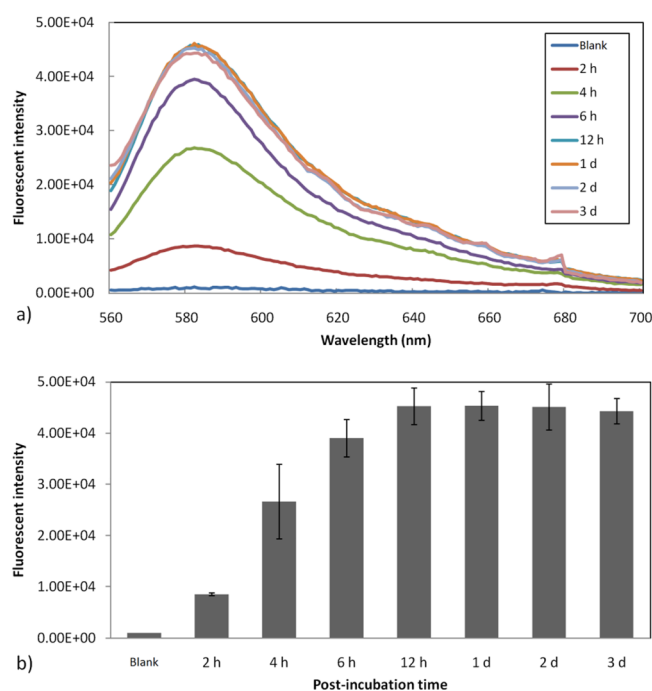 5.00E+04
4.00E+04
3.00E+04
2.00E+04
1.00E+04
0.00E+00
Fluorescent intensity
Blank
2 h
4 h
6 h
12 h
1 d
2 d
3 d
560 580 600 620 640 660 680 700
Wavelength (nm)
a)
5.00E+04
4.00E+04
3.00E+04
2.00E+04
1.00E+04
0.00E+00
Fluorescent intensity
Blank 2 h 4 h 6 h 12 h 1 d 2 d 3 d
Post-incubation time
b)